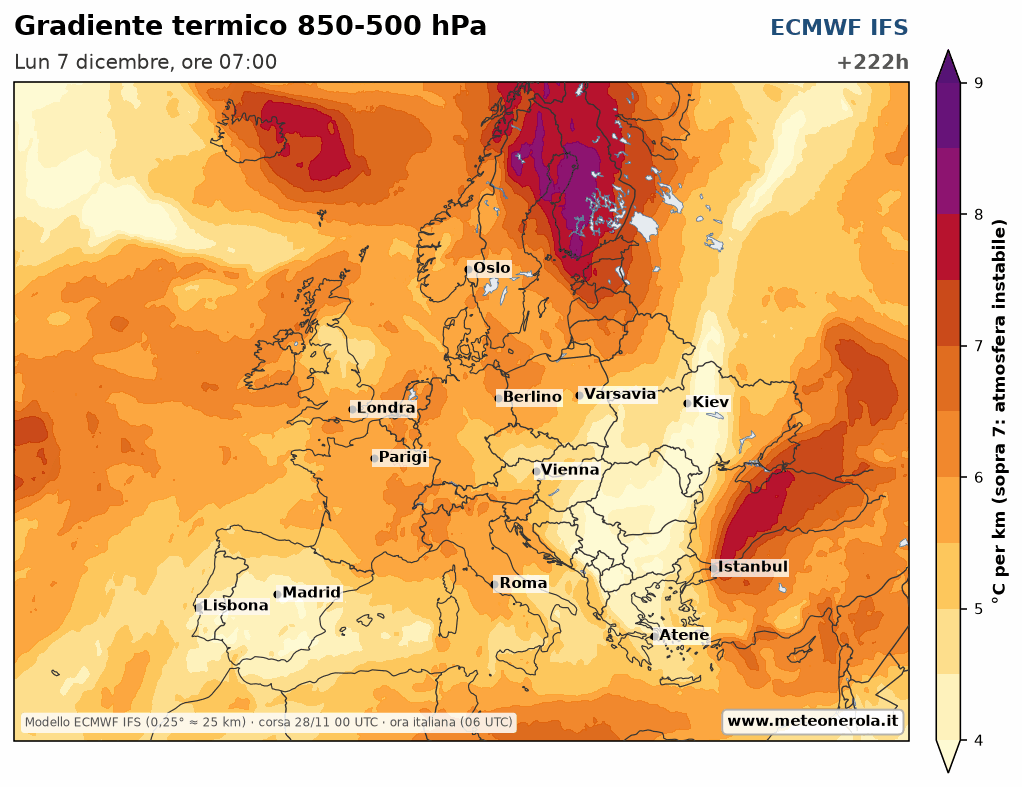 Gradiente termico 850-500 hPa
ECMWF IFS
Lun 7 dicembre, ore 07:00
+222h
9
8
7
6
5
4
°C per km (sopra 7: atmosfera instabile)
Oslo
Londra
Berlino
Varsavia
Kiev
Parigi
Vienna
Istanbul
Roma
Madrid
Lisbona
Atene
Modello ECMWF IFS (0,25° ≈ 25 km) · corsa 28/11 00 UTC · ora italiana (06 UTC)
www.meteonerola.it